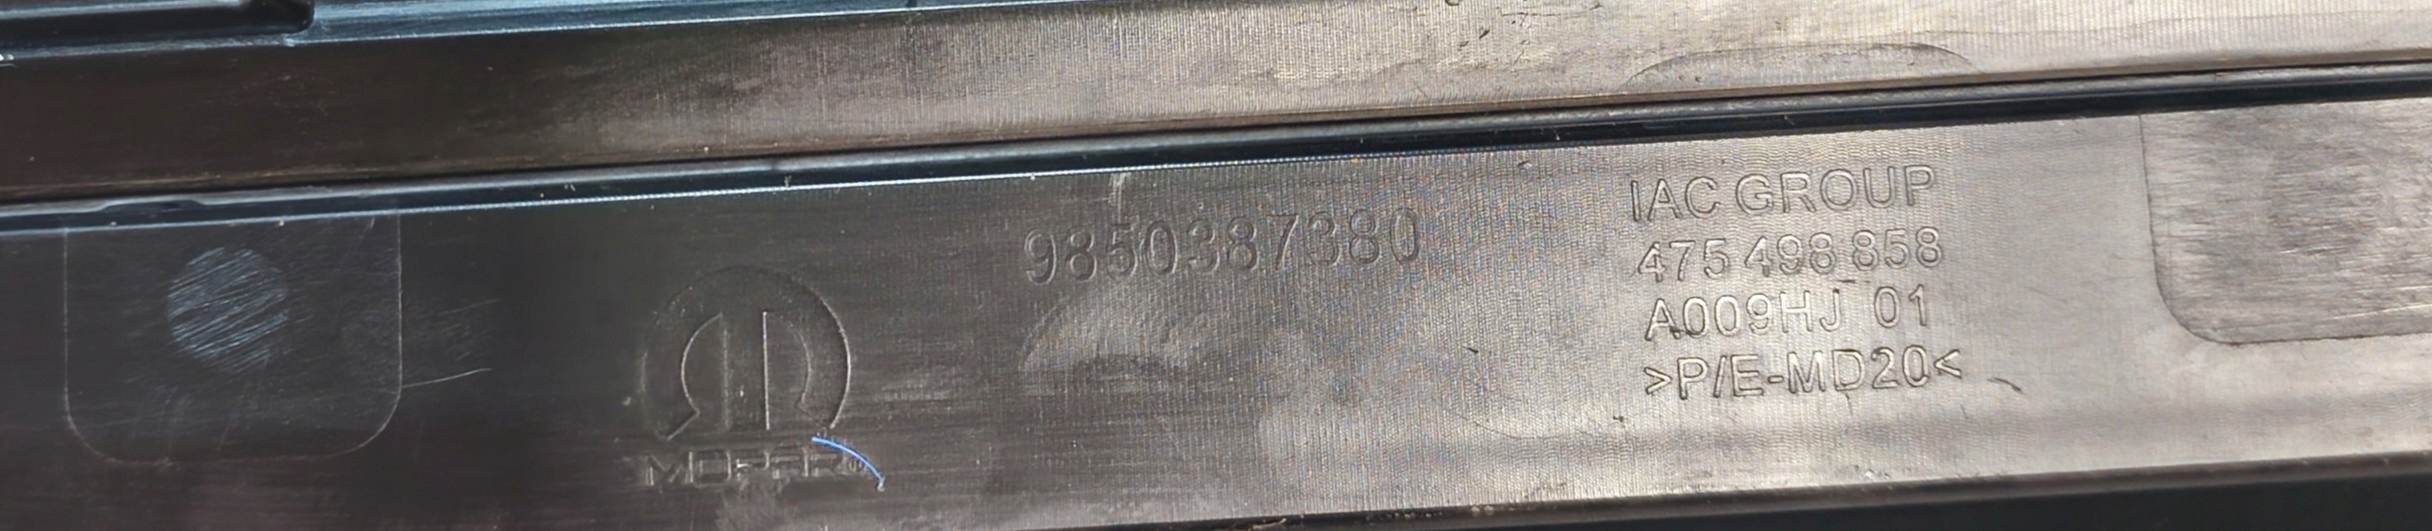 9850387380
IAC GROUP
475 498 858
A009HJ 01
>P/E-MD20<
MOPAR®